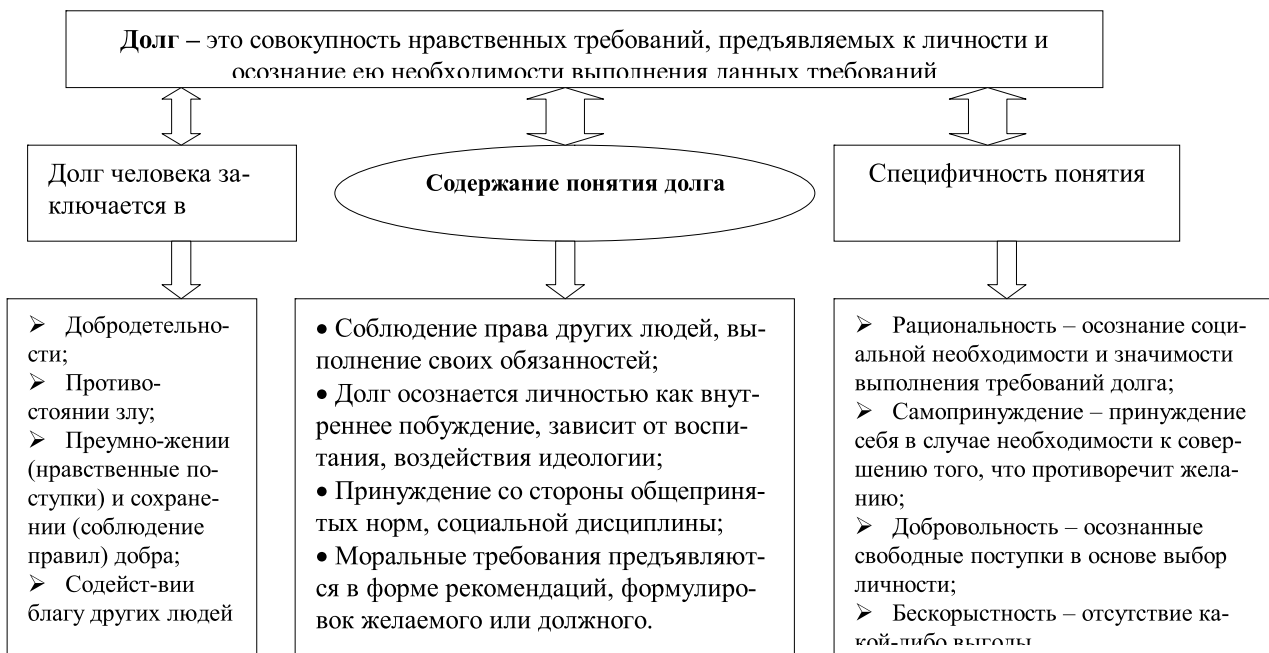 Долг – это совокупность нравственных требований, предъявляемых к личности и
осознание ею необходимости выполнения данных требований
Долг человека за-
ключается в
Содержание понятия долга
Специфичность понятия
➢ Добродетельно-
сти;
➢ Противо-
стоянии злу;
➢ Преумно-жении
(нравственные по-
ступки) и сохране-
нии (соблюдение
правил) добра;
➢ Содейст-вии
благу других людей
• Соблюдение права других людей, вы-
полнение своих обязанностей;
• Долг осознается личностью как внут-
реннее побуждение, зависит от воспи-
тания, воздействия идеологии;
• Принуждение со стороны общеприня-
тых норм, социальной дисциплины;
• Моральные требования предъявляют-
ся в форме рекомендаций, формулиро-
вок желаемого или должного.
➢ Рациональность – осознание соци-
альной необходимости и значимости
выполнения требований долга;
➢ Самопринуждение – принуждение
себя в случае необходимости к совер-
шению того, что противоречит жела-
нию;
➢ Добровольность – осознанные
свободные поступки в основе выбор
личности;
➢ Бескорыстность – отсутствие ка-
кой-либо выгоды